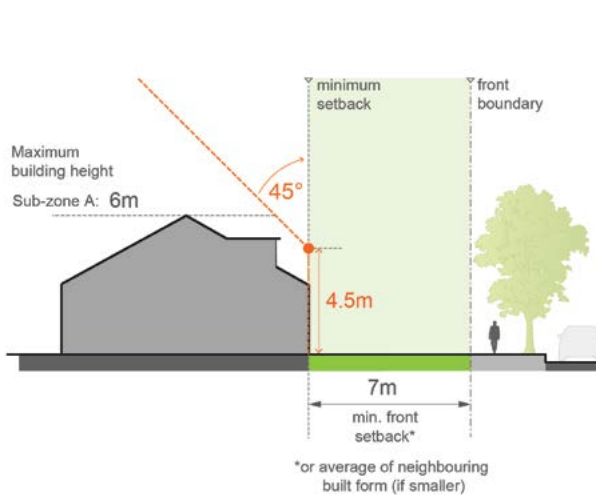 minimum
setback
front
boundary
Maximum
building height
Sub-zone A: 6m
45°
4.5m
7m
min. front
setback*
*or average of neighbouring
built form (if smaller)